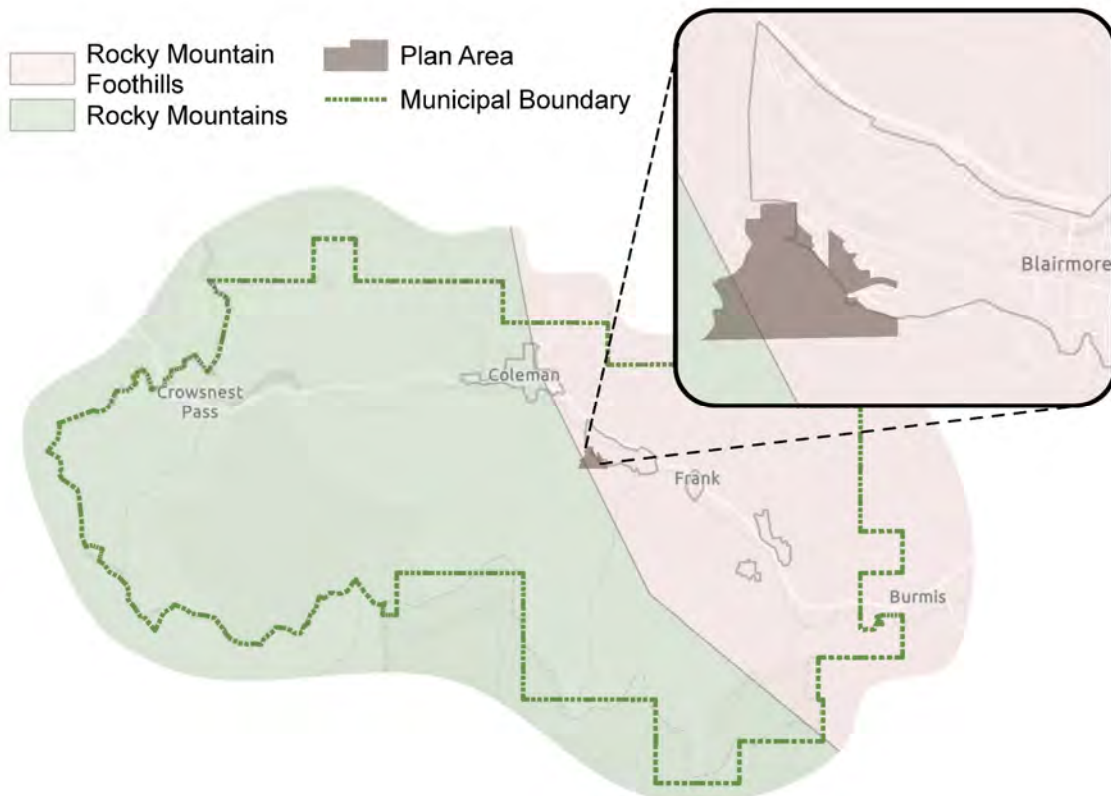 Rocky Mountain
Foothills
Rocky Mountains
Plan Area
Municipal Boundary
Blairmore
Crowsnest
Pass
Coleman
Frank
Burmis